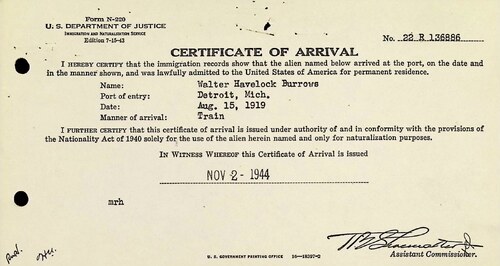 Form N-220
U. S. DEPARTMENT OF JUSTICE
IMMIGRATION AND NATURALIZATION SERVICE
Edition 7-15-43
No. 22 R 136886
CERTIFICATE OF ARRIVAL
I HEREBY CERTIFY that the immigration records show that the alien named below arrived at the port, on the date and
in the manner shown, and was lawfully admitted to the United States of America for permanent residence.
Name: Walter Havelock Burrows
Port of entry: Detroit, Mich.
Date: Aug. 15, 1919
Manner of arrival: Train
I FURTHER CERTIFY that this certificate of arrival is issued under authority of and in conformity with the provisions of
the Nationality Act of 1940 solely for the use of the alien herein named and only for naturalization purposes.
IN WITNESS WHEREOF this Certificate of Arrival is issued
NOV 2 - 1944
mrh
Assistant Commissioner.
U. S. GOVERNMENT PRINTING OFFICE